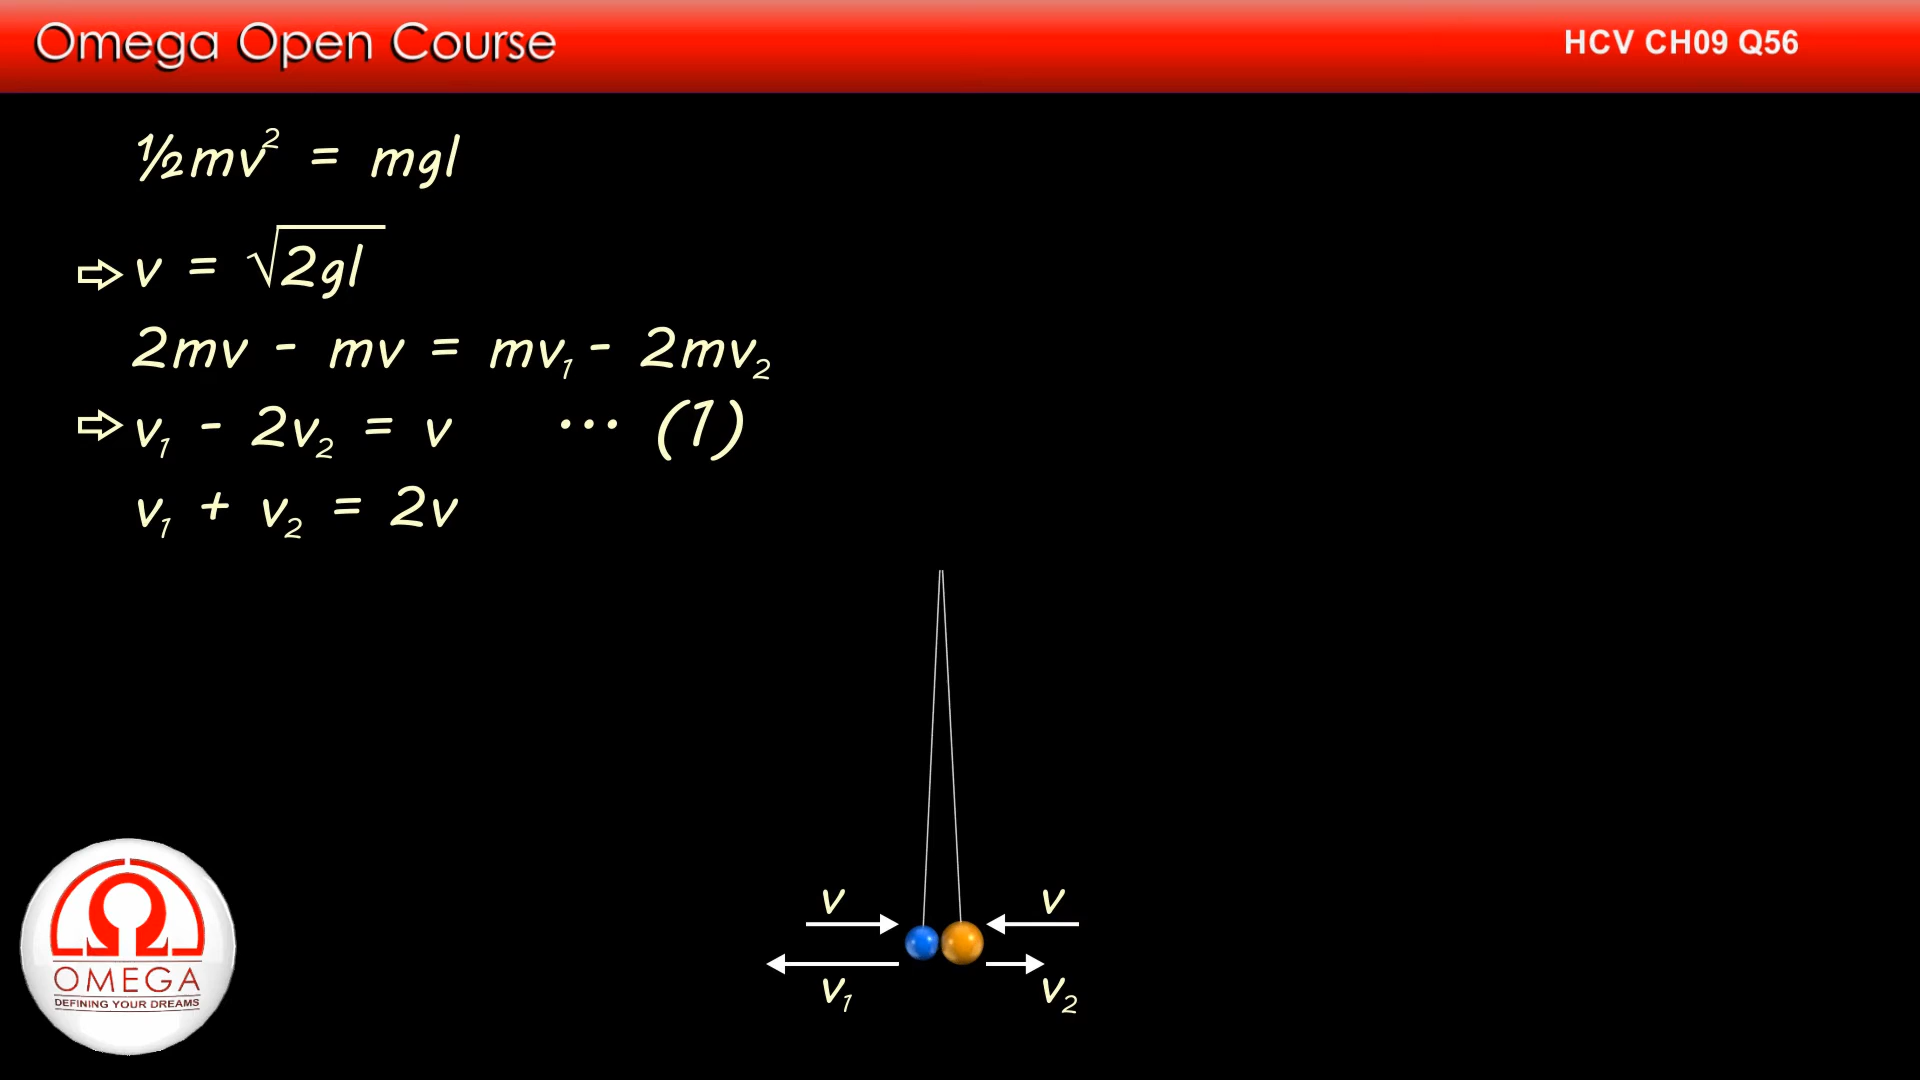 Omega Open Course
HCV CH09 Q56
½mv² = mgl
⇨ v = √2gl
2mv - mv = mv₁ - 2mv₂
⇨ v₁ - 2v₂ = v ... (1)
v₁ + v₂ = 2v
v v
v₁ v₂
OMEGA
DEFINING YOUR DREAMS